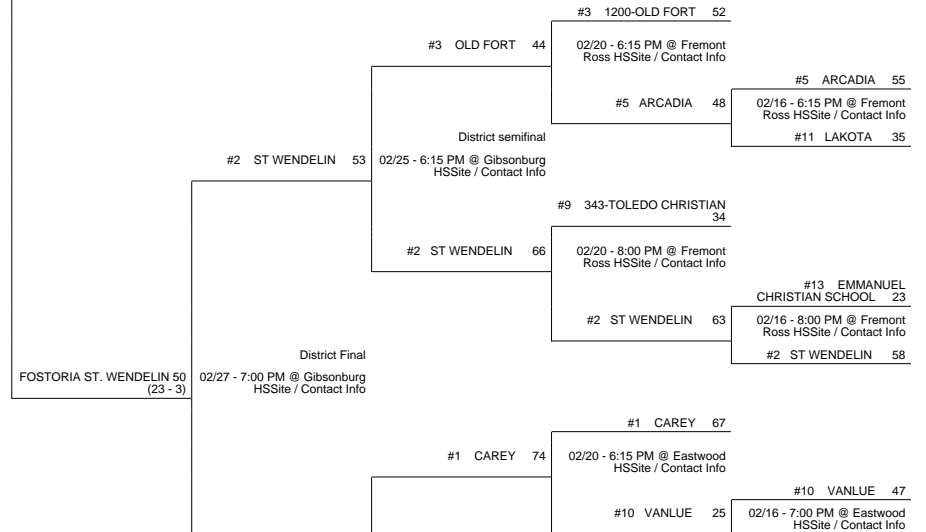 #3 1200-OLD FORT 52
#3 OLD FORT 44
02/20 - 6:15 PM @ Fremont
Ross HSSite / Contact Info
#5 ARCADIA 55
#5 ARCADIA 48
02/16 - 6:15 PM @ Fremont
Ross HSSite / Contact Info
#11 LAKOTA 35
District semifinal
#2 ST WENDELIN 53
02/25 - 6:15 PM @ Gibsonburg
HSSite / Contact Info
#9 343-TOLEDO CHRISTIAN
34
#2 ST WENDELIN 66
02/20 - 8:00 PM @ Fremont
Ross HSSite / Contact Info
#13 EMMANUEL
CHRISTIAN SCHOOL 23
#2 ST WENDELIN 63
02/16 - 8:00 PM @ Fremont
Ross HSSite / Contact Info
#2 ST WENDELIN 58
District Final
FOSTORIA ST. WENDELIN 50
(23 - 3)
02/27 - 7:00 PM @ Gibsonburg
HSSite / Contact Info
#1 CAREY 67
#1 CAREY 74
02/20 - 6:15 PM @ Eastwood
HSSite / Contact Info
#10 VANLUE 47
#10 VANLUE 25
02/16 - 7:00 PM @ Eastwood
HSSite / Contact Info